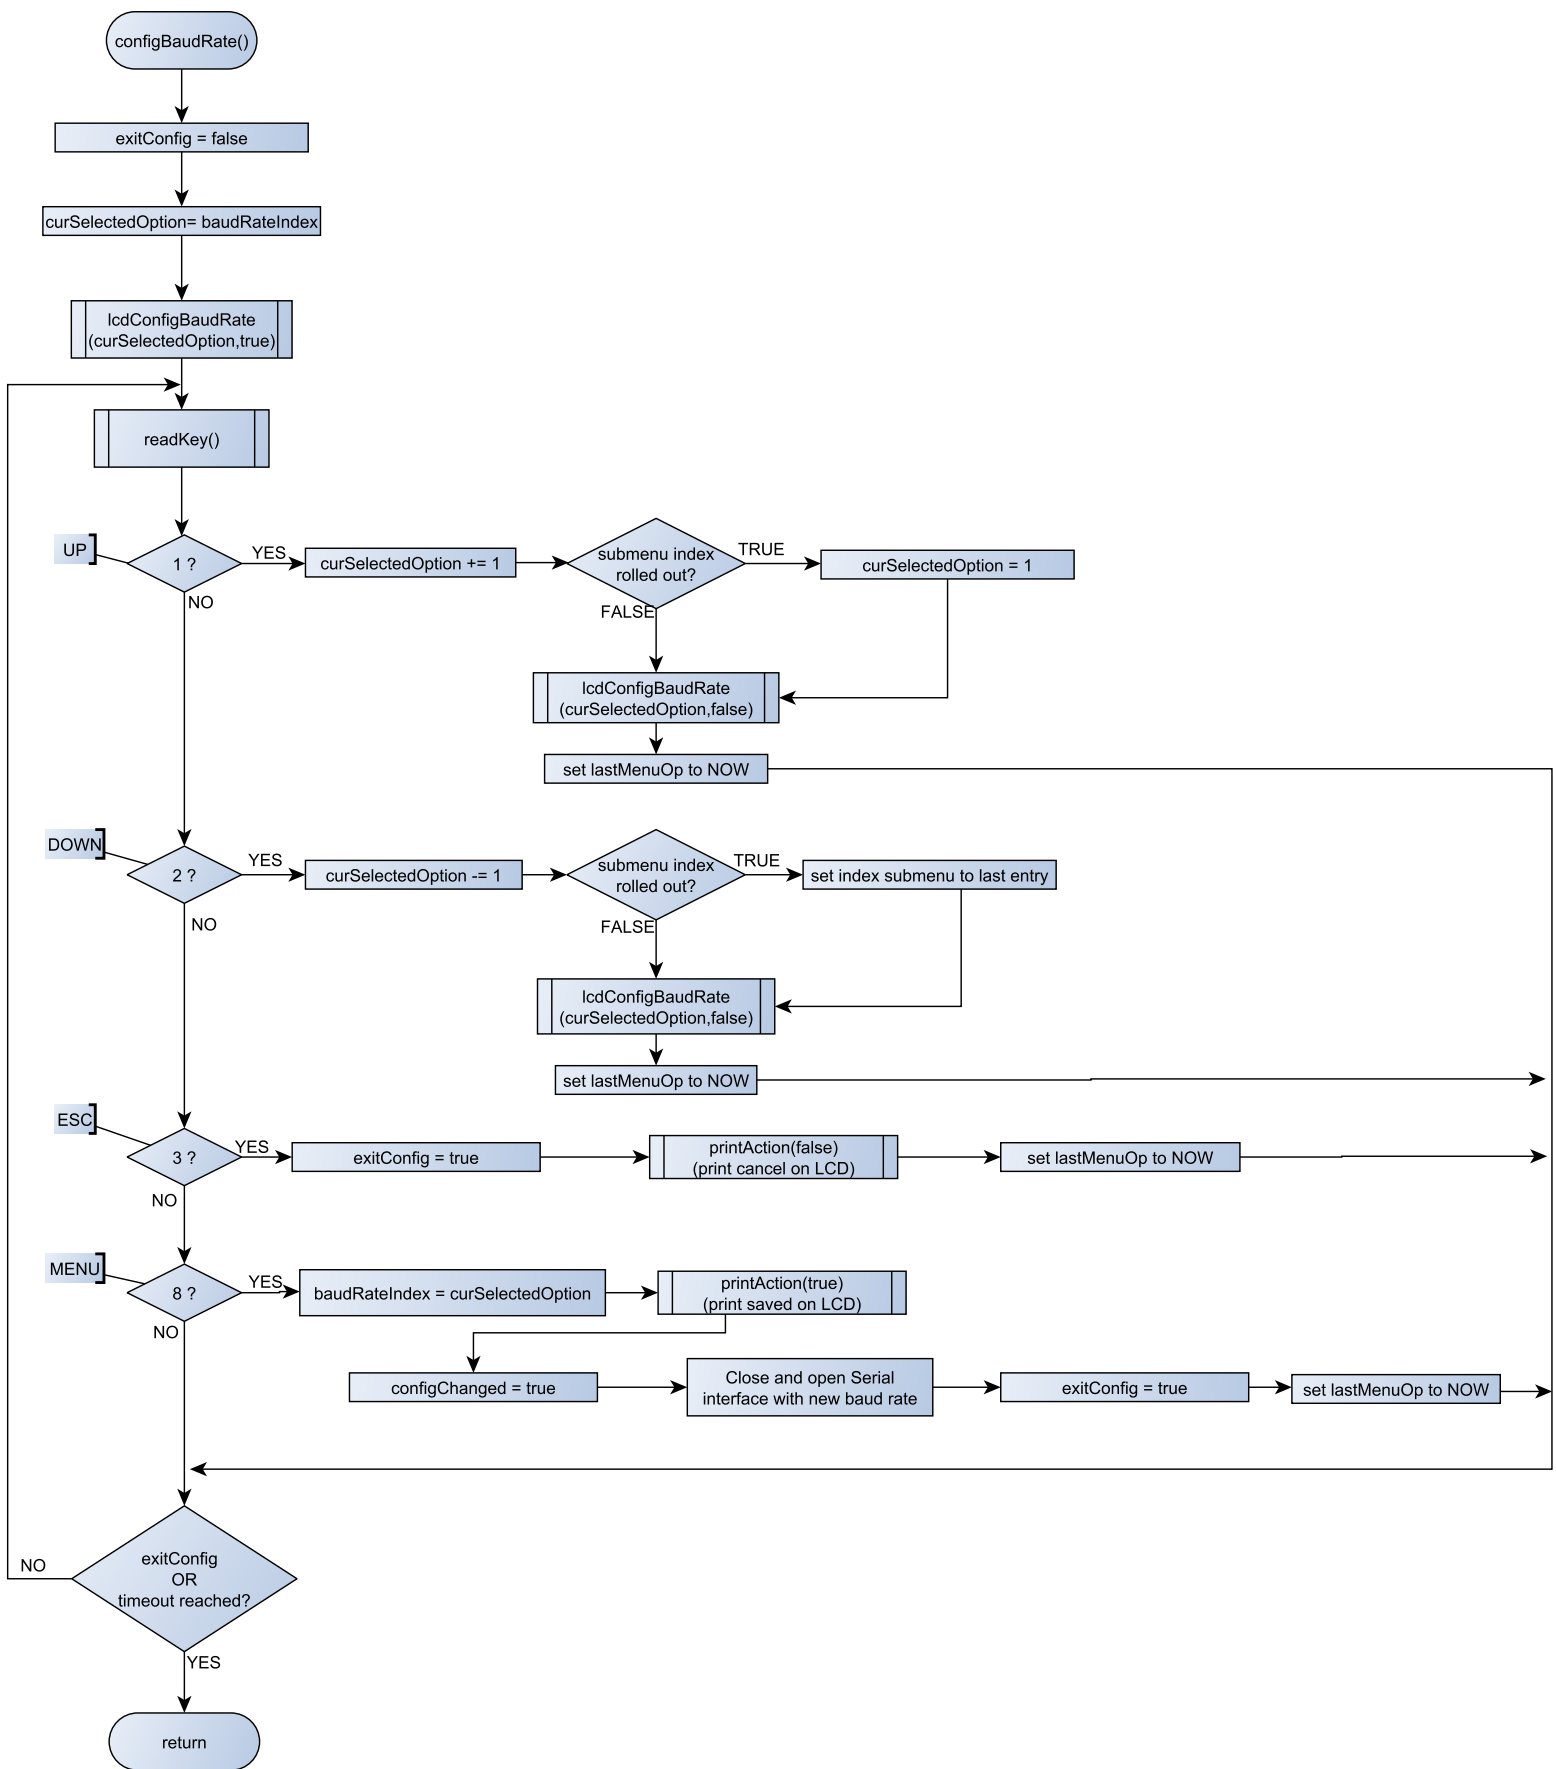 configBaudRate()
exitConfig = false
curSelectedOption= baudRateIndex
lcdConfigBaudRate
(curSelectedOption,true)
readKey()
UP
1 ?
YES
NO
curSelectedOption += 1
submenu index
rolled out?
TRUE
FALSE
curSelectedOption = 1
lcdConfigBaudRate
(curSelectedOption,false)
set lastMenuOp to NOW
DOWN
2 ?
YES
NO
curSelectedOption -= 1
submenu index
rolled out?
TRUE
FALSE
set index submenu to last entry
lcdConfigBaudRate
(curSelectedOption,false)
set lastMenuOp to NOW
ESC
3 ?
YES
NO
exitConfig = true
printAction(false)
(print cancel on LCD)
set lastMenuOp to NOW
MENU
8 ?
YES
NO
baudRateIndex = curSelectedOption
printAction(true)
(print saved on LCD)
configChanged = true
Close and open Serial
interface with new baud rate
exitConfig = true
set lastMenuOp to NOW
exitConfig
OR
timeout reached?
NO
YES
return